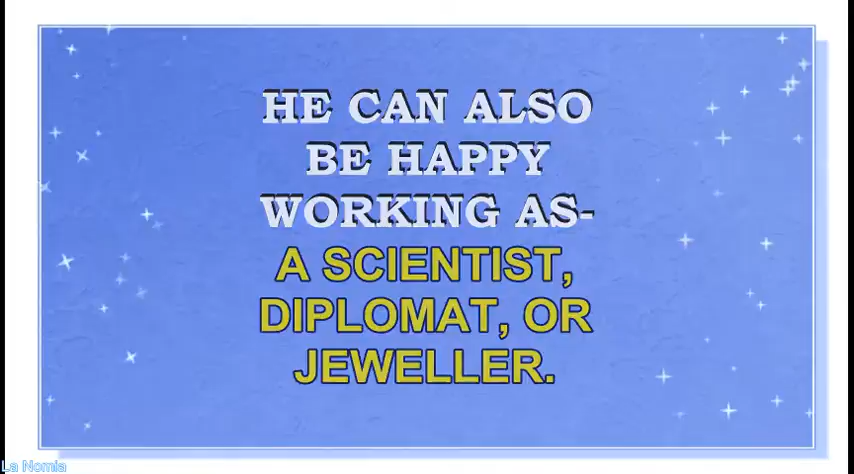 HE CAN ALSO
BE HAPPY
WORKING AS-
A SCIENTIST,
DIPLOMAT, OR
JEWELLER.
La Nomia